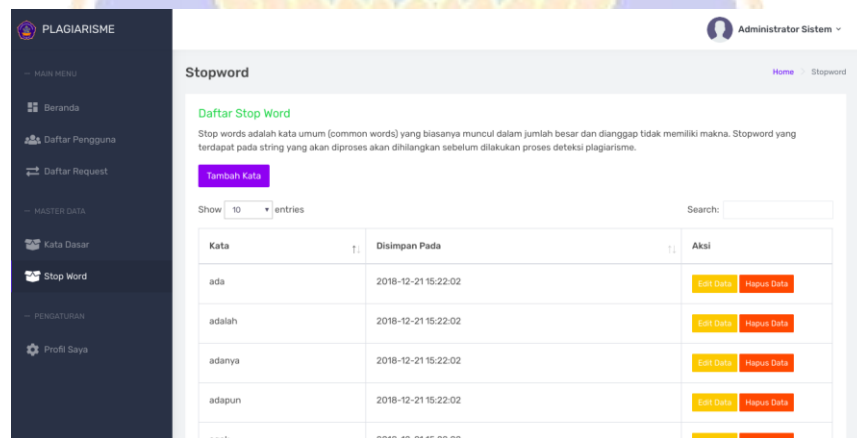 PLAGIARISME
Administrator Sistem
— MAIN MENU
Beranda
Daftar Pengguna
Daftar Request
— MASTER DATA
Kata Dasar
Stop Word
— PENGATURAN
Profil Saya
Stopword
Home > Stopword
Daftar Stop Word
Stop words adalah kata umum (common words) yang biasanya muncul dalam jumlah besar dan dianggap tidak memiliki makna. Stopword yang
terdapat pada string yang akan diproses akan dihilangkan sebelum dilakukan proses deteksi plagiarisme.
Tambah Kata
Show 10 entries Search:
Kata Disimpan Pada Aksi
ada 2018-12-21 15:22:02 Edit Data Hapus Data
adalah 2018-12-21 15:22:02 Edit Data Hapus Data
adanya 2018-12-21 15:22:02 Edit Data Hapus Data
adapun 2018-12-21 15:22:02 Edit Data Hapus Data